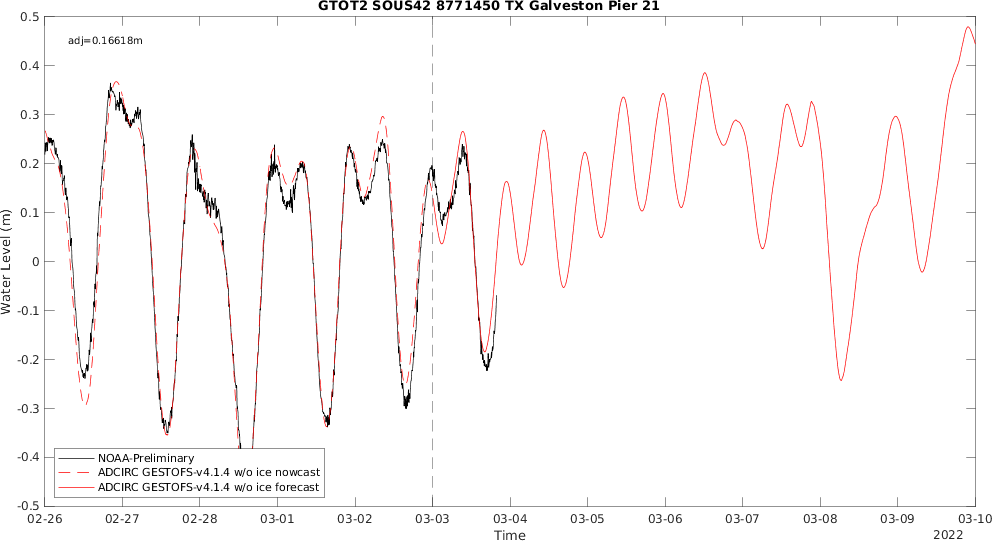 GTOT2 SOUS42 8771450 TX Galveston Pier 21
adj=0.16618m
Water Level (m)
0.5
0.4
0.3
0.2
0.1
0
-0.1
-0.2
-0.3
-0.4
-0.5
NOAA-Preliminary
ADCIRC GESTOFS-v4.1.4 w/o ice nowcast
ADCIRC GESTOFS-v4.1.4 w/o ice forecast
02-26 02-27 02-28 03-01 03-02 03-03 03-04 03-05 03-06 03-07 03-08 03-09 03-10
Time
2022